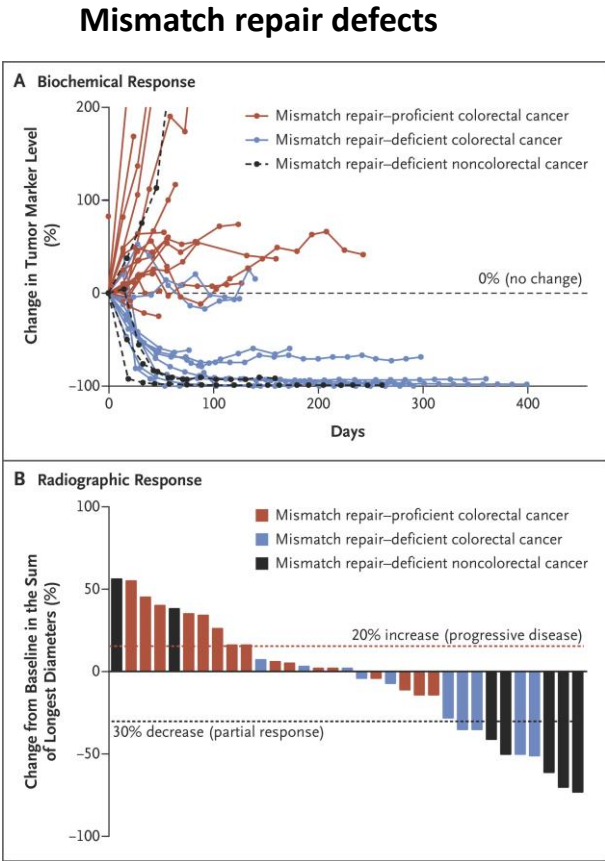 Mismatch repair defects
A Biochemical Response
200
100
0
−100
Change in Tumor Marker Level
(%)
Mismatch repair–proficient colorectal cancer
Mismatch repair–deficient colorectal cancer
Mismatch repair–deficient noncolorectal cancer
0% (no change)
0 100 200 300 400
Days
B Radiographic Response
100
50
0
−50
−100
Change from Baseline in the Sum
of Longest Diameters (%)
Mismatch repair–proficient colorectal cancer
Mismatch repair–deficient colorectal cancer
Mismatch repair–deficient noncolorectal cancer
20% increase (progressive disease)
30% decrease (partial response)